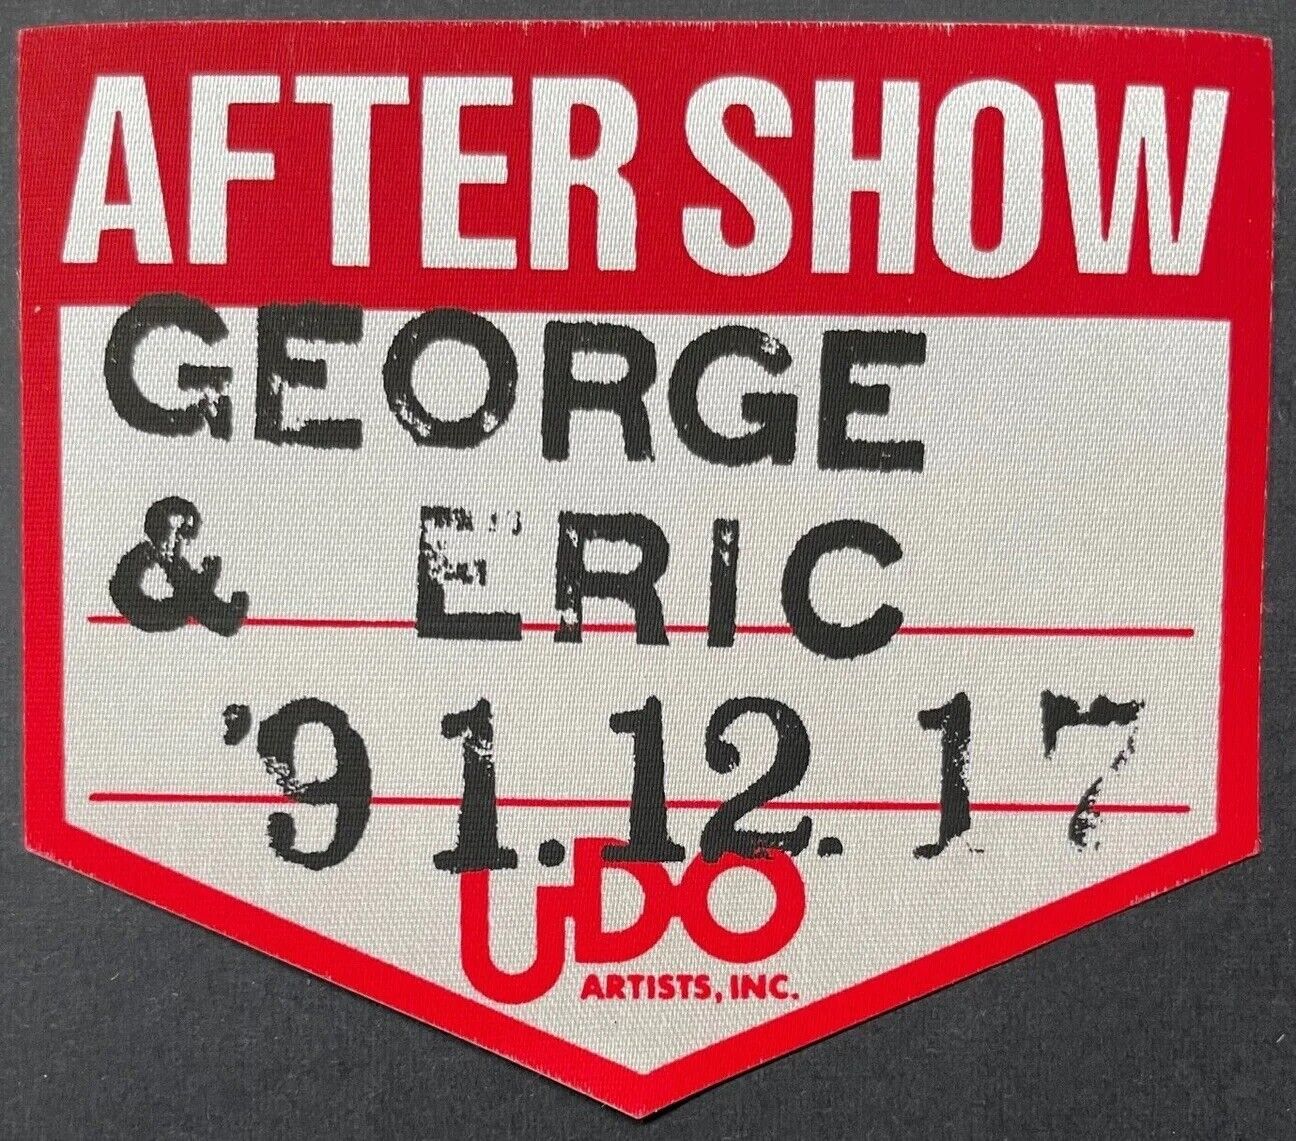 AFTER SHOW
GEORGE
& ERIC
'91.12.17
UDO
ARTISTS, INC.